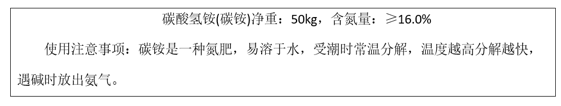 碳酸氢铵(碳铵)净重：50kg，含氮量：≥16.0%
使用注意事项：碳铵是一种氮肥，易溶于水，受潮时常温分解，温度越高分解越快，
遇碱时放出氨气。